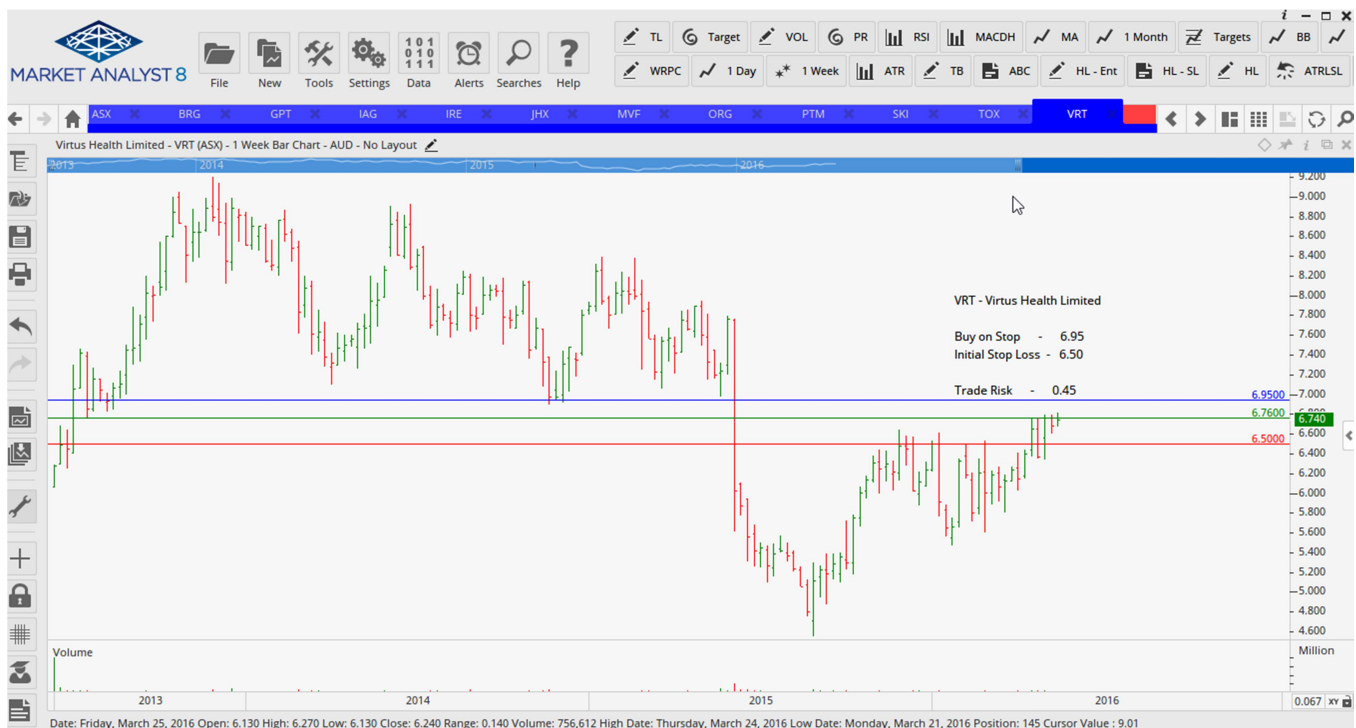 i
TL Target VOL PR RSI MACDH MA 1 Month Targets BB
MARKET ANALYST 8
File New Tools Settings Data Alerts Searches Help
WRPC 1 Day 1 Week ATR TB ABC HL - Ent HL - SL HL ATRLSL
ASX BRG GPT IAG IRE JHX MVF ORG PTM SKI TOX VRT
Virtus Health Limited - VRT (ASX) - 1 Week Bar Chart - AUD - No Layout
2013 2014 2015 2016
9.200
9.000
8.800
8.600
8.400
8.200
8.000
VRT - Virtus Health Limited
7.800
Buy on Stop - 6.95
7.600
Initial Stop Loss - 6.50
7.400
7.200
Trade Risk - 0.45
6.9500
7.000
6.7600
6.740
6.600
6.5000
6.400
6.200
6.000
5.800
5.600
5.400
5.200
5.000
4.800
4.600
Volume
Million
2013 2014 2015 2016
0.067 XY
Date: Friday, March 25, 2016 Open: 6.130 High: 6.270 Low: 6.130 Close: 6.240 Range: 0.140 Volume: 756,612 High Date: Thursday, March 24, 2016 Low Date: Monday, March 21, 2016 Position: 145 Cursor Value : 9.01